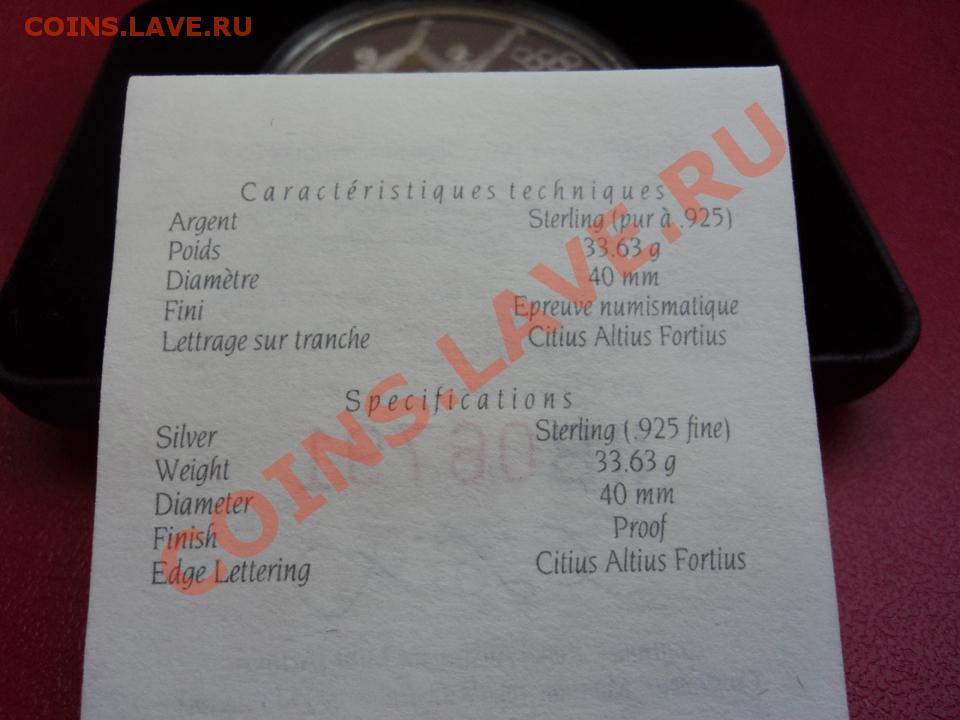 COINS.LAVE.RU
Caractéristiques techniques
Argent Sterling (pur à .925)
Poids 33.63 g
Diamètre 40 mm
Fini Epreuve numismatique
Lettrage sur tranche Citius Altius Fortius
Specifications
Silver Sterling (.925 fine)
Weight 33.63 g
Diameter 40 mm
Finish Proof
Edge Lettering Citius Altius Fortius
COINS.LAVE.RU